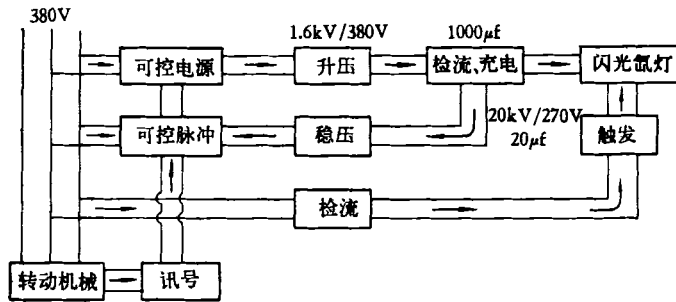 380V
1.6kV/380V
1000μf
可控电源
升压
检流、充电
闪光氙灯
20kV/270V
20μf
可控脉冲
稳压
触发
检流
转动机械
讯号